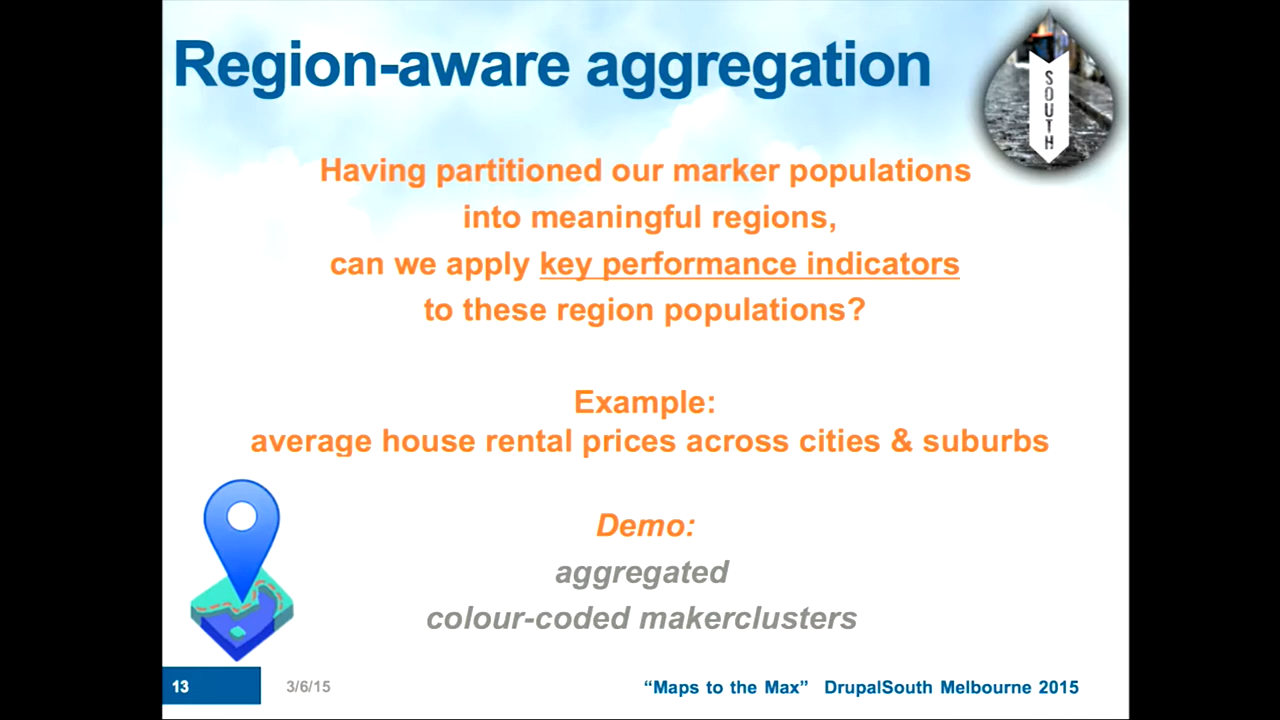 Region-aware aggregation
SOUTH
Having partitioned our marker populations
into meaningful regions,
can we apply key performance indicators
to these region populations?
Example:
average house rental prices across cities & suburbs
Demo:
aggregated
colour-coded makerclusters
13
3/6/15
“Maps to the Max” DrupalSouth Melbourne 2015